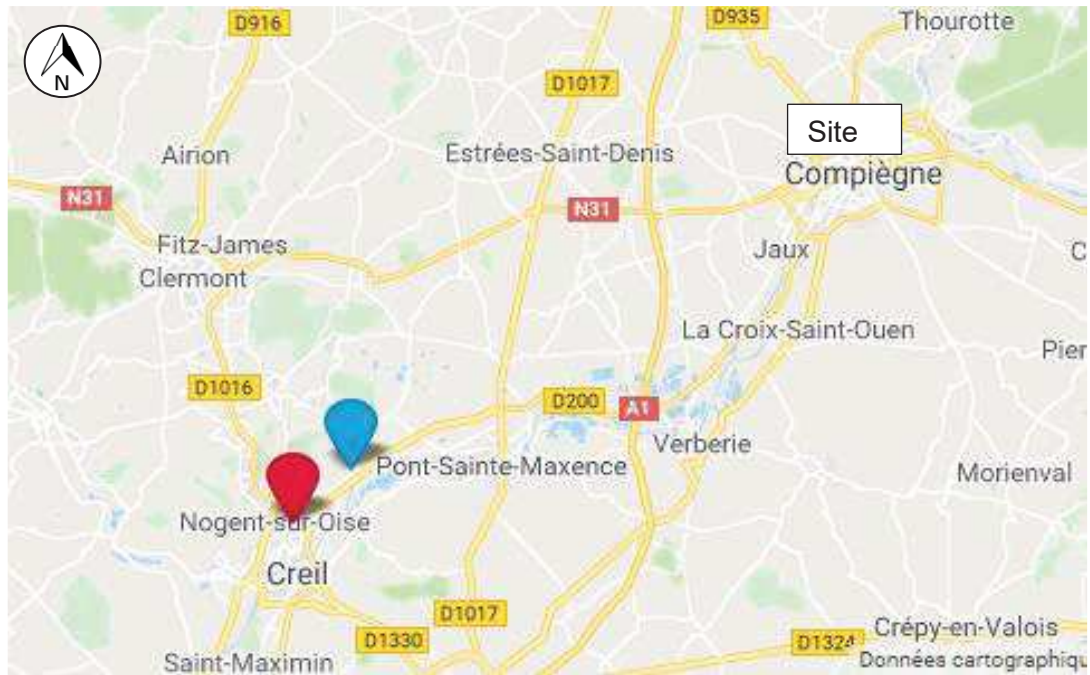 D916
D935
Thourotte
N
D1017
Site
Airion
Estrées-Saint-Denis
Compiègne
N31
N31
Fitz-James
Jaux
C
Clermont
La Croix-Saint-Ouen
Pier
D1016
D200
A1
Verberie
Pont-Sainte-Maxence
Morienval
Nogent-sur-Oise
Creil
D1017
D1330
D1324
Crépy-en-Valois
Saint-Maximin
Données cartographiqu